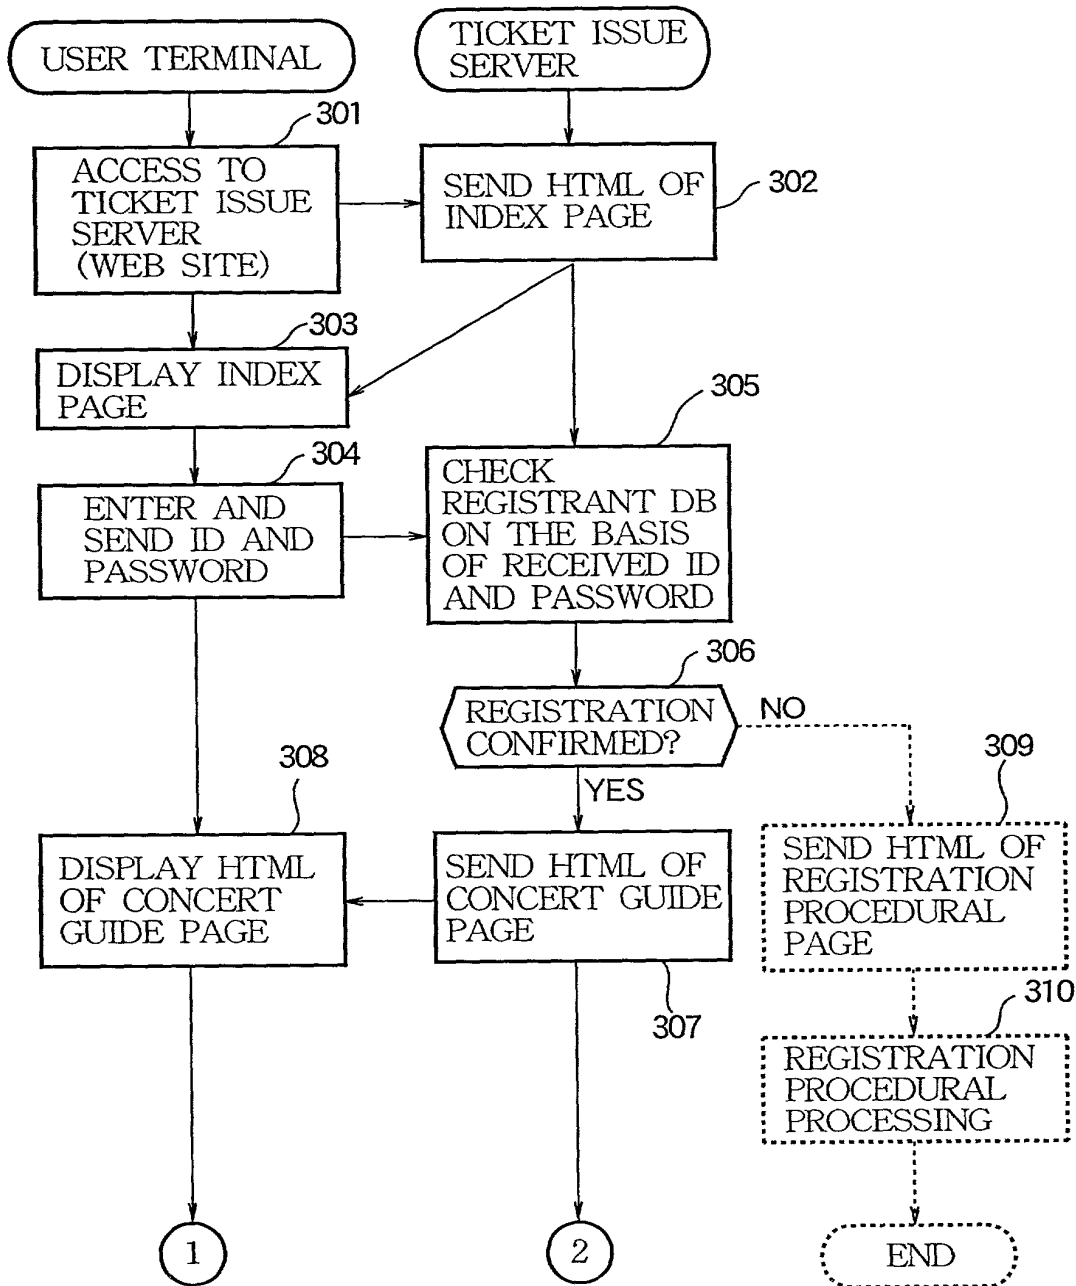 USER TERMINAL
TICKET ISSUE
SERVER
301
ACCESS TO
TICKET ISSUE
SERVER
(WEB SITE)
SEND HTML OF
INDEX PAGE
302
303
DISPLAY INDEX
PAGE
304
ENTER AND
SEND ID AND
PASSWORD
305
CHECK
REGISTRANT DB
ON THE BASIS
OF RECEIVED ID
AND PASSWORD
306
REGISTRATION
CONFIRMED?
NO
YES
308
DISPLAY HTML
OF CONCERT
GUIDE PAGE
SEND HTML OF
CONCERT GUIDE
PAGE
307
309
SEND HTML OF
REGISTRATION
PROCEDURAL
PAGE
310
REGISTRATION
PROCEDURAL
PROCESSING
1
2
END